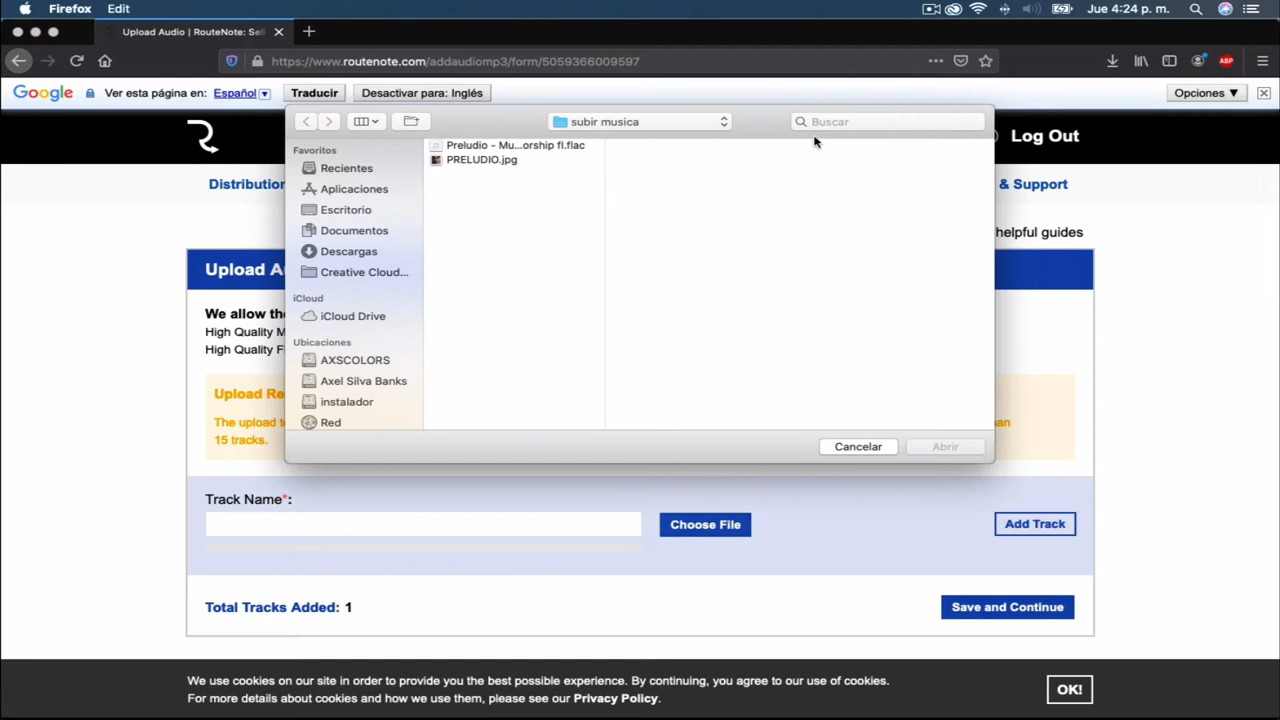 Firefox Edit Jue 4:24 p. m.
Upload Audio | RouteNote: Sel
https://www.routenote.com/addaudiomp3/form/5059366009597
ABP
Google Ver esta página en: Español Traducir Desactivar para: Inglés Opciones ▼
subir musica Buscar
Log Out
Favoritos
Recientes
Aplicaciones
Escritorio
Documentos
Descargas
Creative Cloud...
iCloud
iCloud Drive
Ubicaciones
AXSCOLORS
Axel Silva Banks
instalador
Red
Preludio - Mu...orship fl.flac
PRELUDIO.jpg
Cancelar Abrir
Distribution & Support
helpful guides
Upload Au
We allow the
High Quality M
High Quality F
Upload Re
The upload t an
15 tracks.
Track Name*:
Choose File Add Track
Total Tracks Added: 1 Save and Continue
We use cookies on our site in order to provide you the best possible experience. By continuing, you agree to our use of cookies.
For more details about cookies and how we use them, please see our Privacy Policy.
OK!